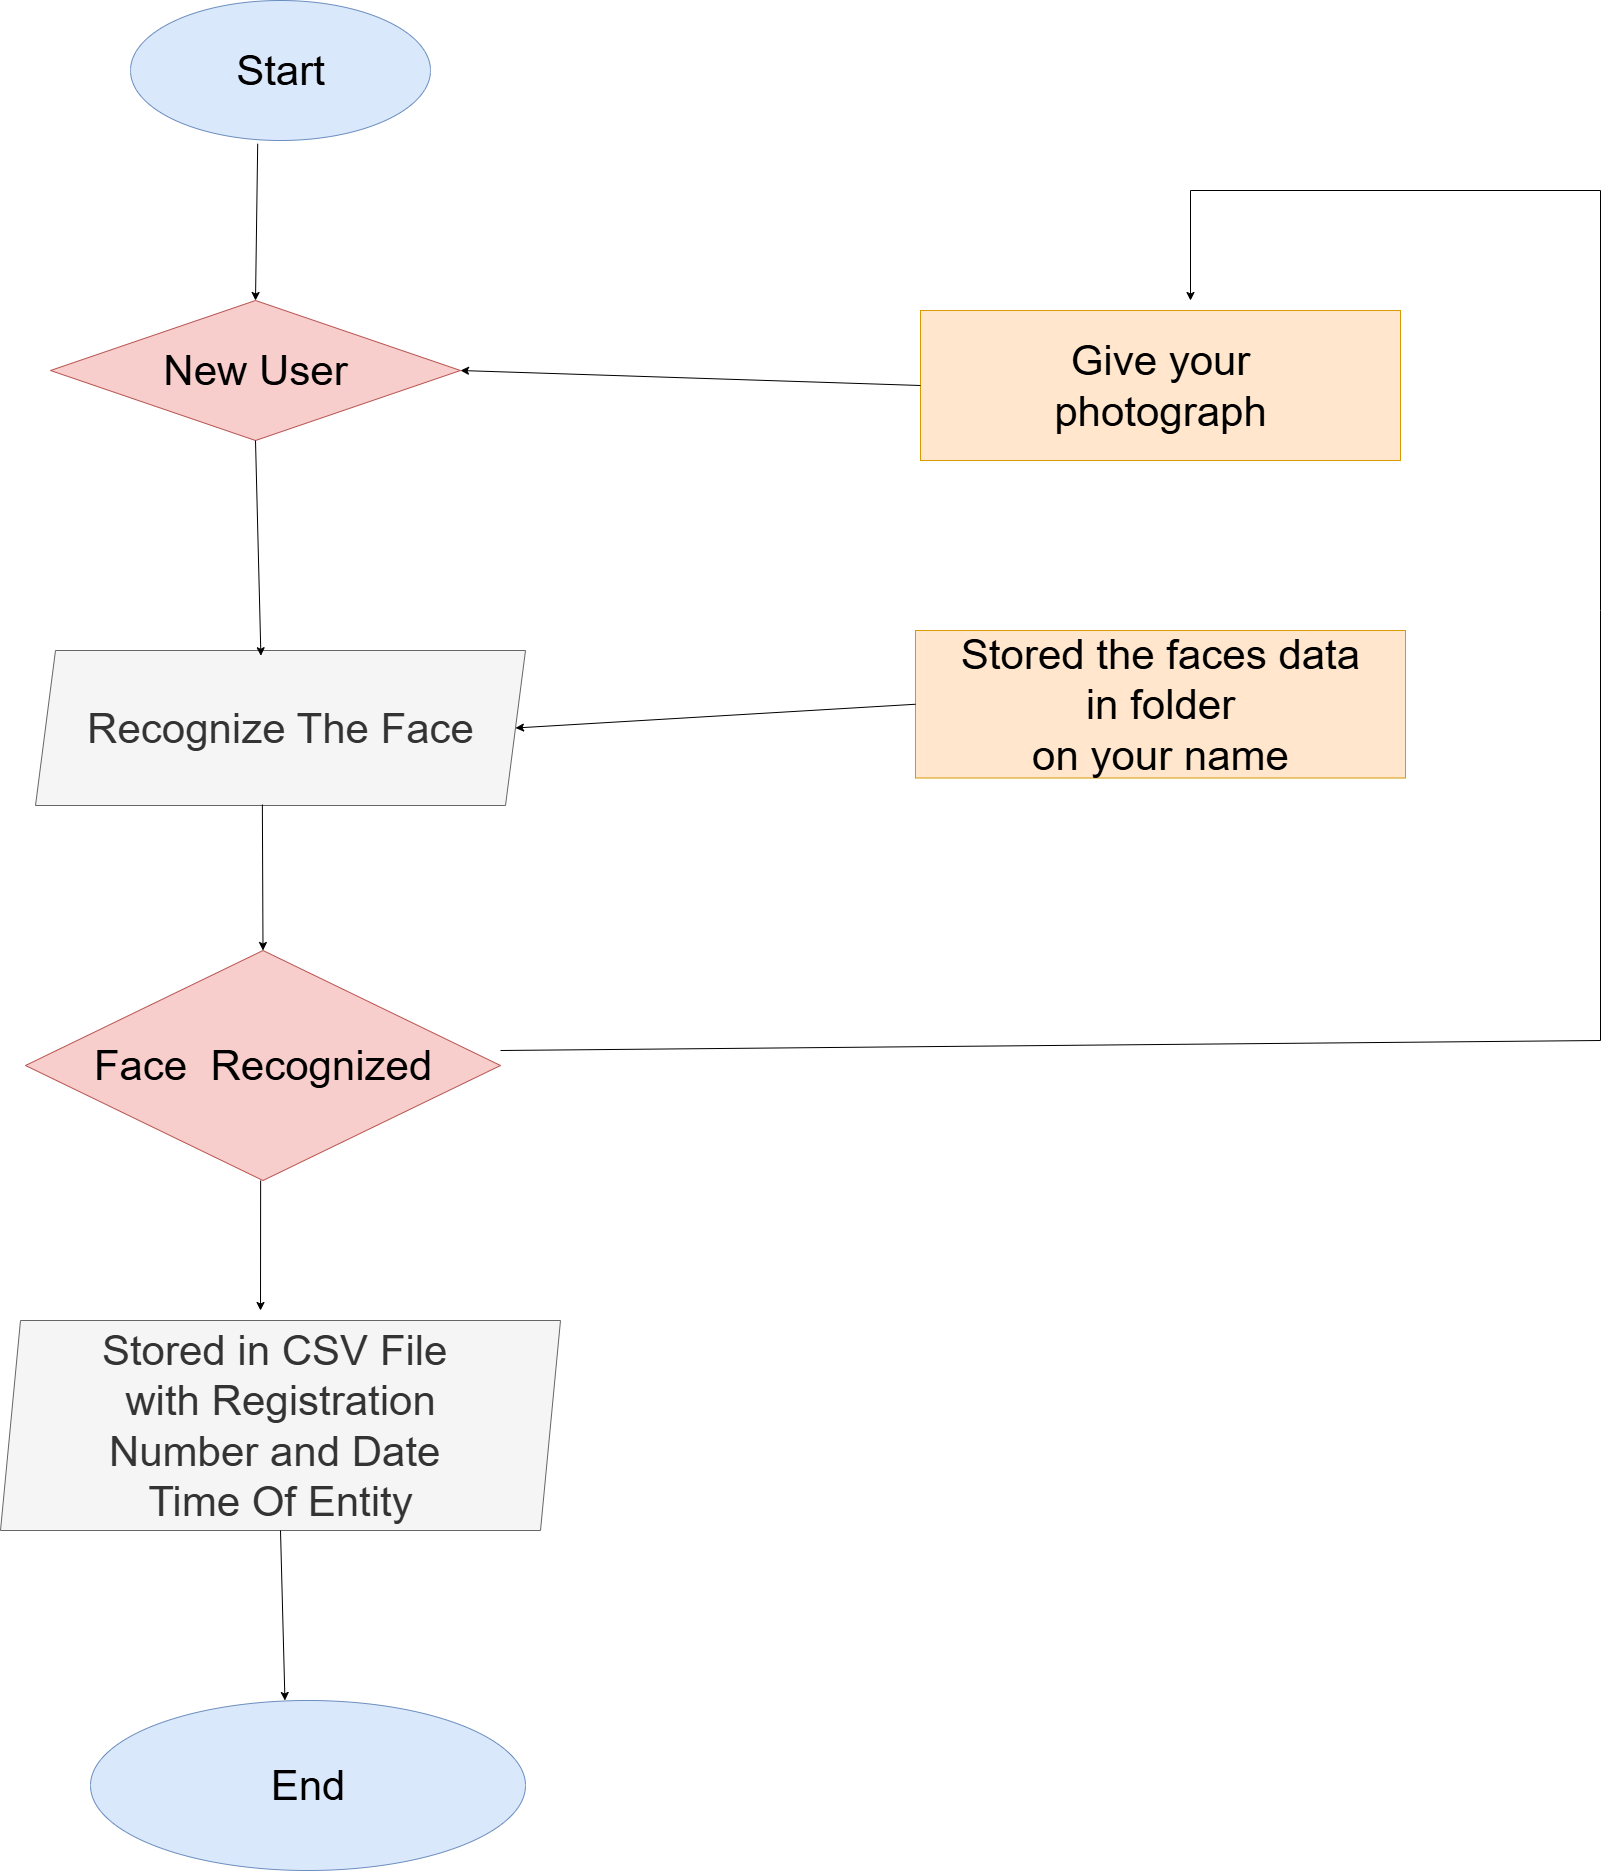 Start
New User
Give your
photograph
Recognize The Face
Stored the faces data
in folder
on your name
Face  Recognized
Stored in CSV File
with Registration
Number and Date
Time Of Entity
End